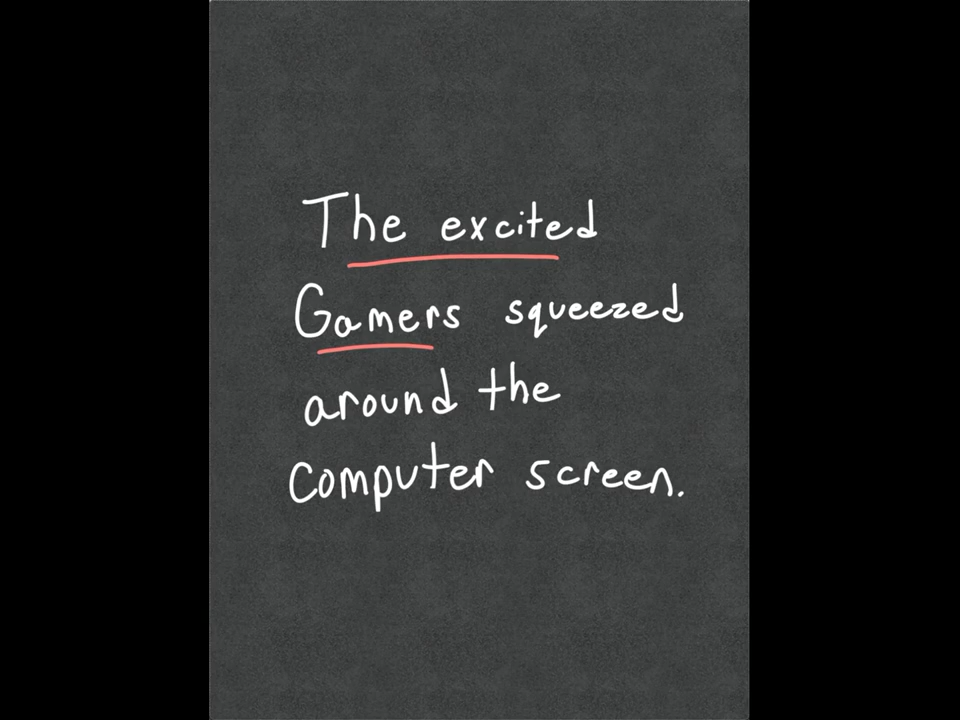 The excited
Gamers squeezed
around the
computer screen.